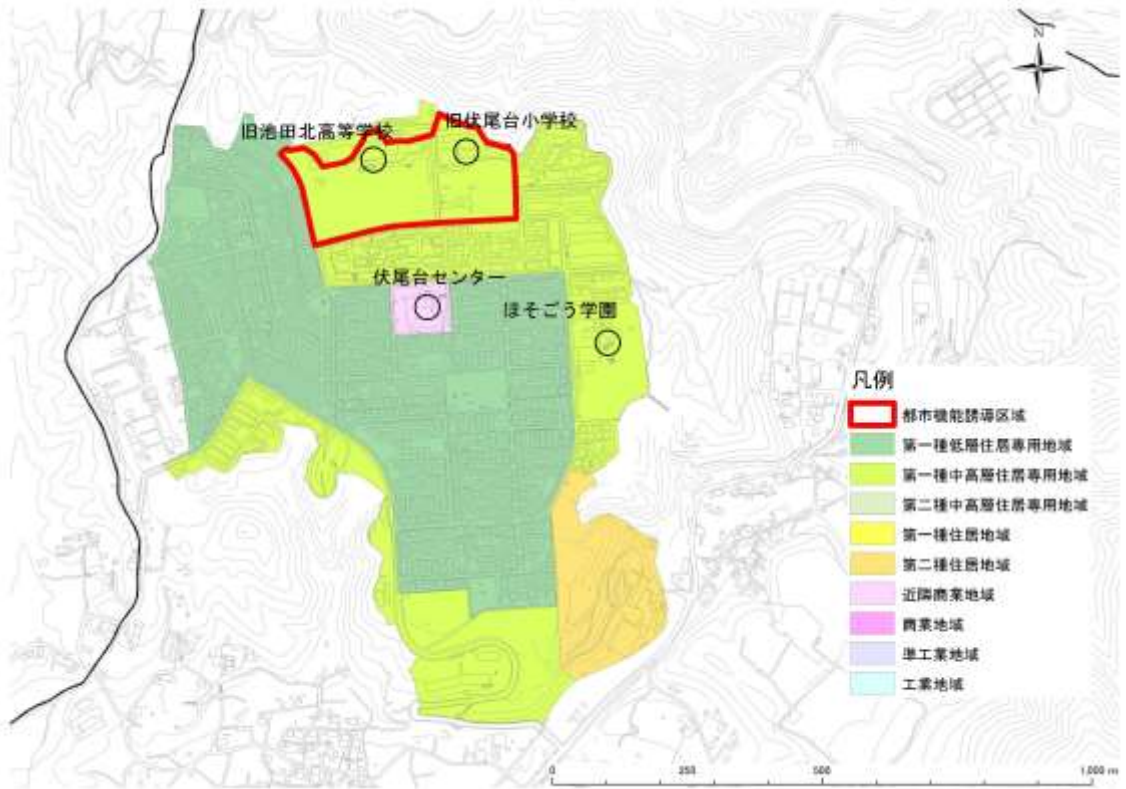 N
旧池田北高等学校
旧伏尾台小学校
伏尾台センター
ほそごう学園
凡例
都市機能誘導区域
第一種低層住居専用地域
第一種中高層住居専用地域
第二種中高層住居専用地域
第一種住居地域
第二種住居地域
近隣商業地域
商業地域
準工業地域
工業地域
0 250 500 1,000 m